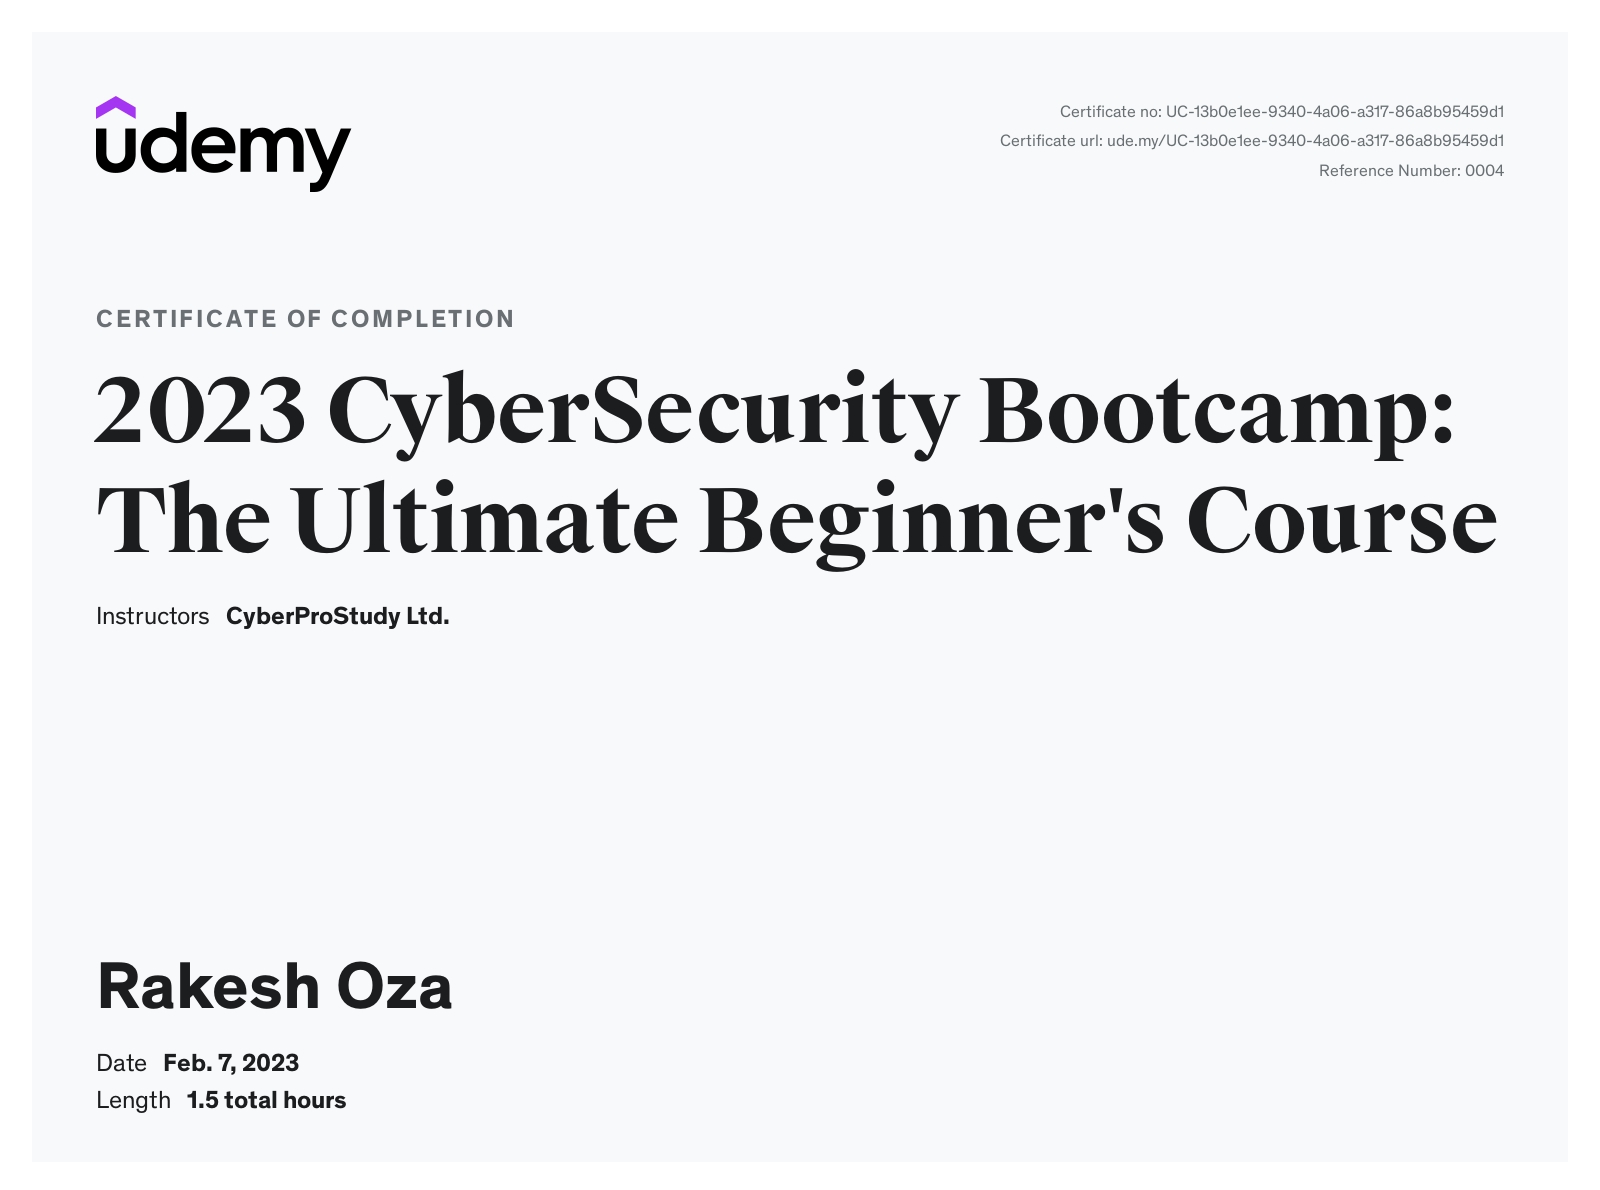 udemy
Certificate no: UC-13b0e1ee-9340-4a06-a317-86a8b95459d1
Certificate url: ude.my/UC-13b0e1ee-9340-4a06-a317-86a8b95459d1
Reference Number: 0004
CERTIFICATE OF COMPLETION
2023 CyberSecurity Bootcamp:
The Ultimate Beginner's Course
Instructors CyberProStudy Ltd.
Rakesh Oza
Date Feb. 7, 2023
Length 1.5 total hours